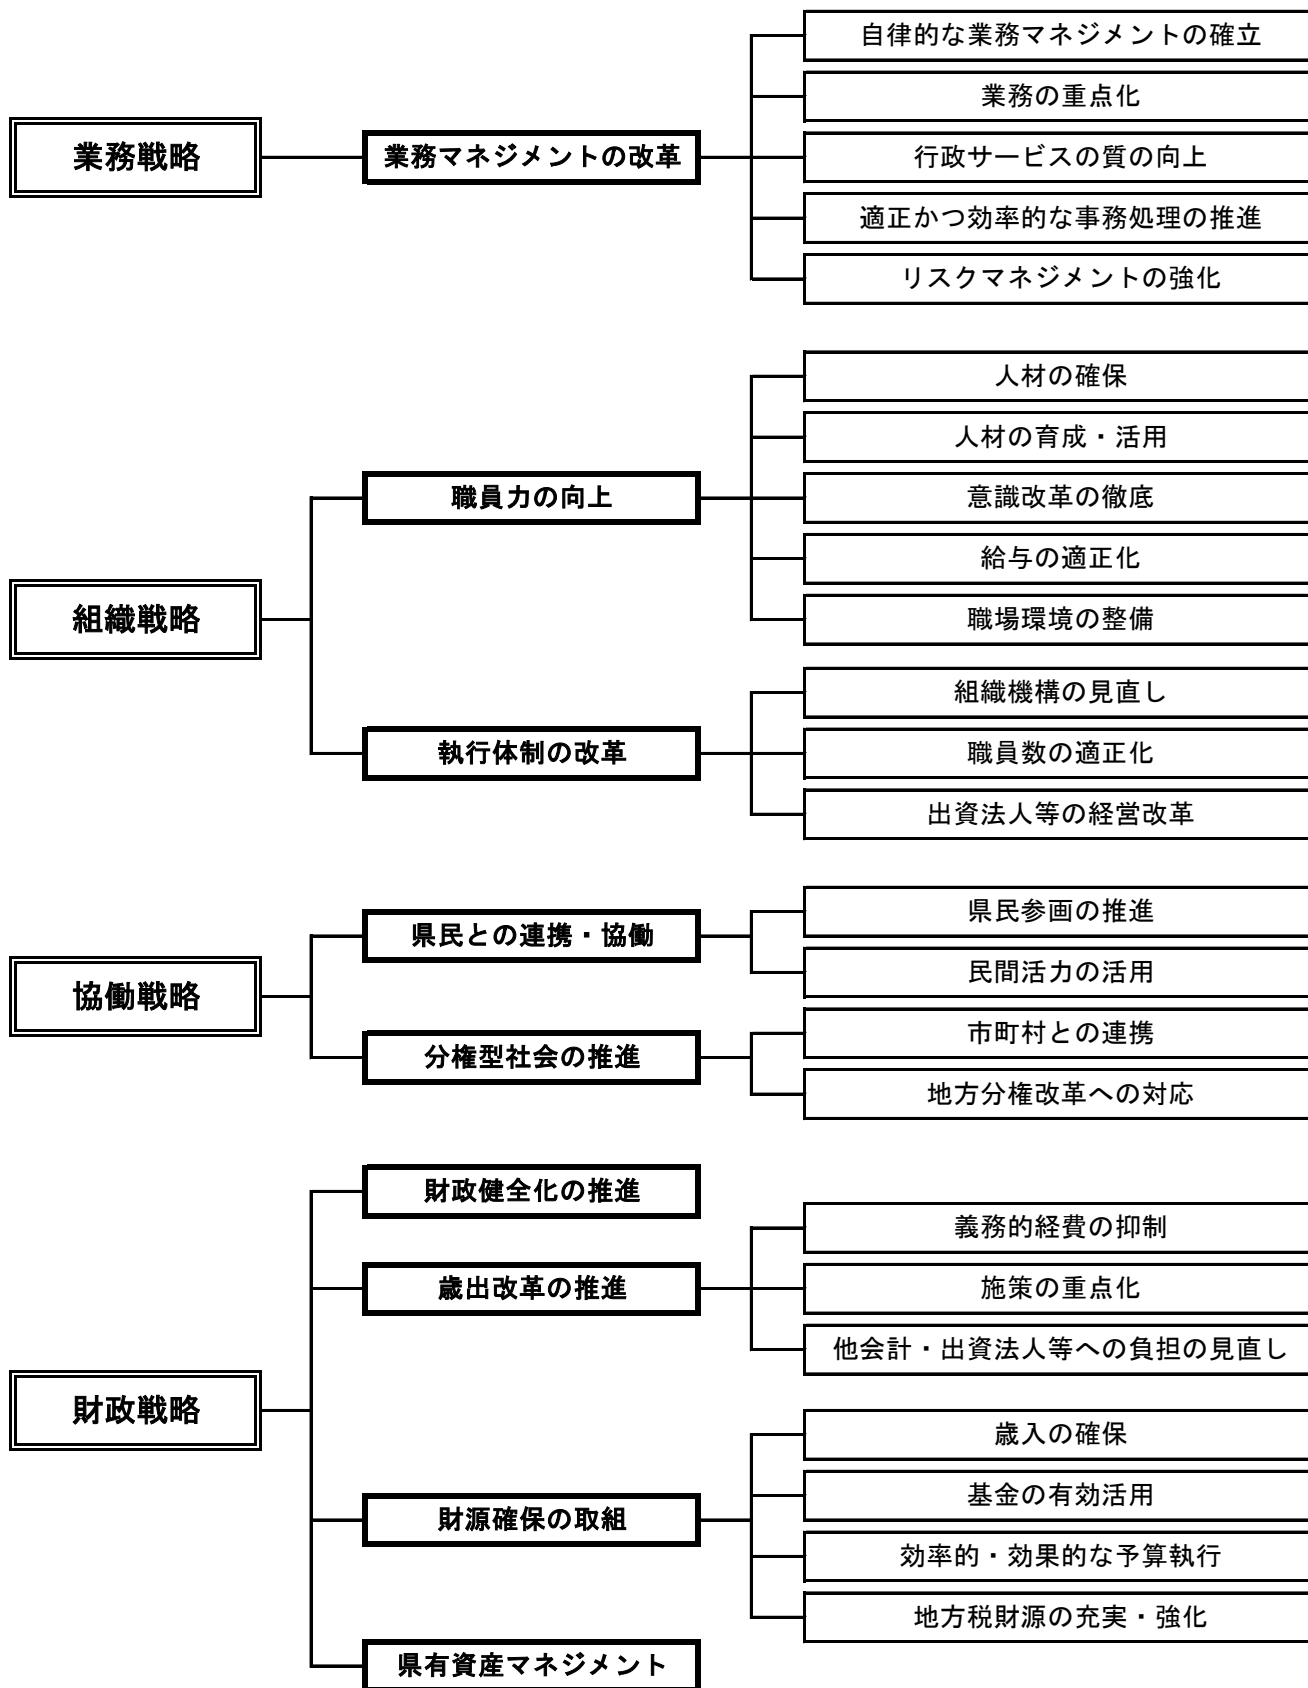 業務戦略
業務マネジメントの改革
自律的な業務マネジメントの確立
業務の重点化
行政サービスの質の向上
適正かつ効率的な事務処理の推進
リスクマネジメントの強化
組織戦略
職員力の向上
人材の確保
人材の育成・活用
意識改革の徹底
給与の適正化
職場環境の整備
執行体制の改革
組織機構の見直し
職員数の適正化
出資法人等の経営改革
協働戦略
県民との連携・協働
県民参画の推進
民間活力の活用
分権型社会の推進
市町村との連携
地方分権改革への対応
財政戦略
財政健全化の推進
歳出改革の推進
義務的経費の抑制
施策の重点化
他会計・出資法人等への負担の見直し
財源確保の取組
歳入の確保
基金の有効活用
効率的・効果的な予算執行
地方税財源の充実・強化
県有資産マネジメント